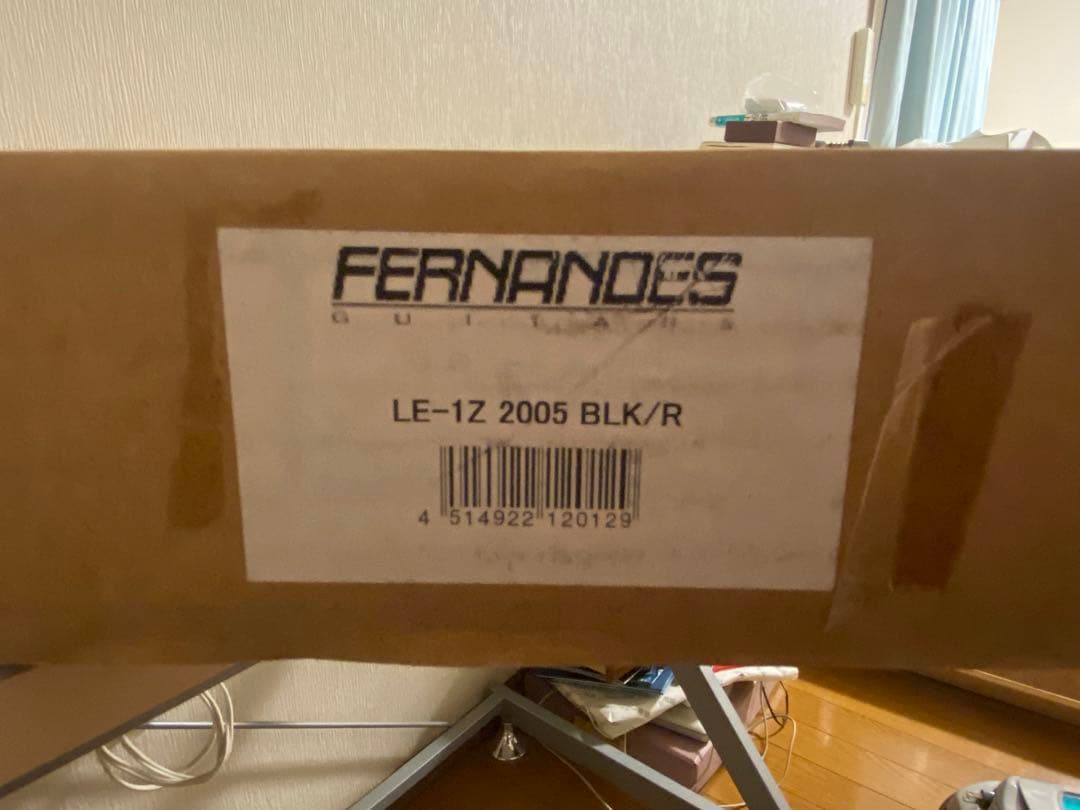 FERNANDES
GUITARS
LE-1Z 2005 BLK/R
4 514922 120129